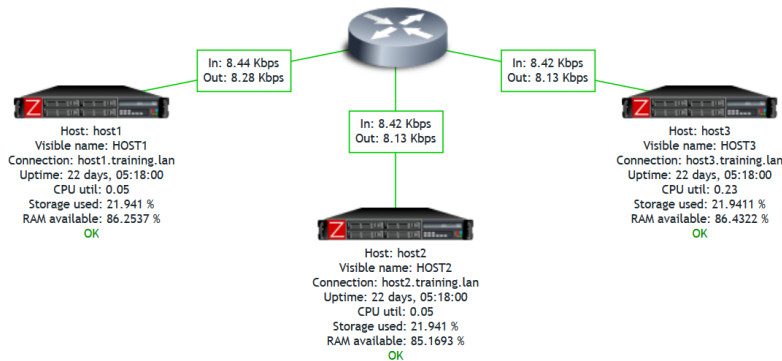 In: 8.44 Kbps
Out: 8.28 Kbps
In: 8.42 Kbps
Out: 8.13 Kbps
In: 8.42 Kbps
Out: 8.13 Kbps
Z
Host: host1
Visible name: HOST1
Connection: host1.training.lan
Uptime: 22 days, 05:18:00
CPU util: 0.05
Storage used: 21.941 %
RAM available: 86.2537 %
OK
Z
Host: host2
Visible name: HOST2
Connection: host2.training.lan
Uptime: 22 days, 05:18:00
CPU util: 0.05
Storage used: 21.941 %
RAM available: 85.1693 %
OK
Z
Host: host3
Visible name: HOST3
Connection: host3.training.lan
Uptime: 22 days, 05:18:00
CPU util: 0.23
Storage used: 21.9411 %
RAM available: 86.4322 %
OK